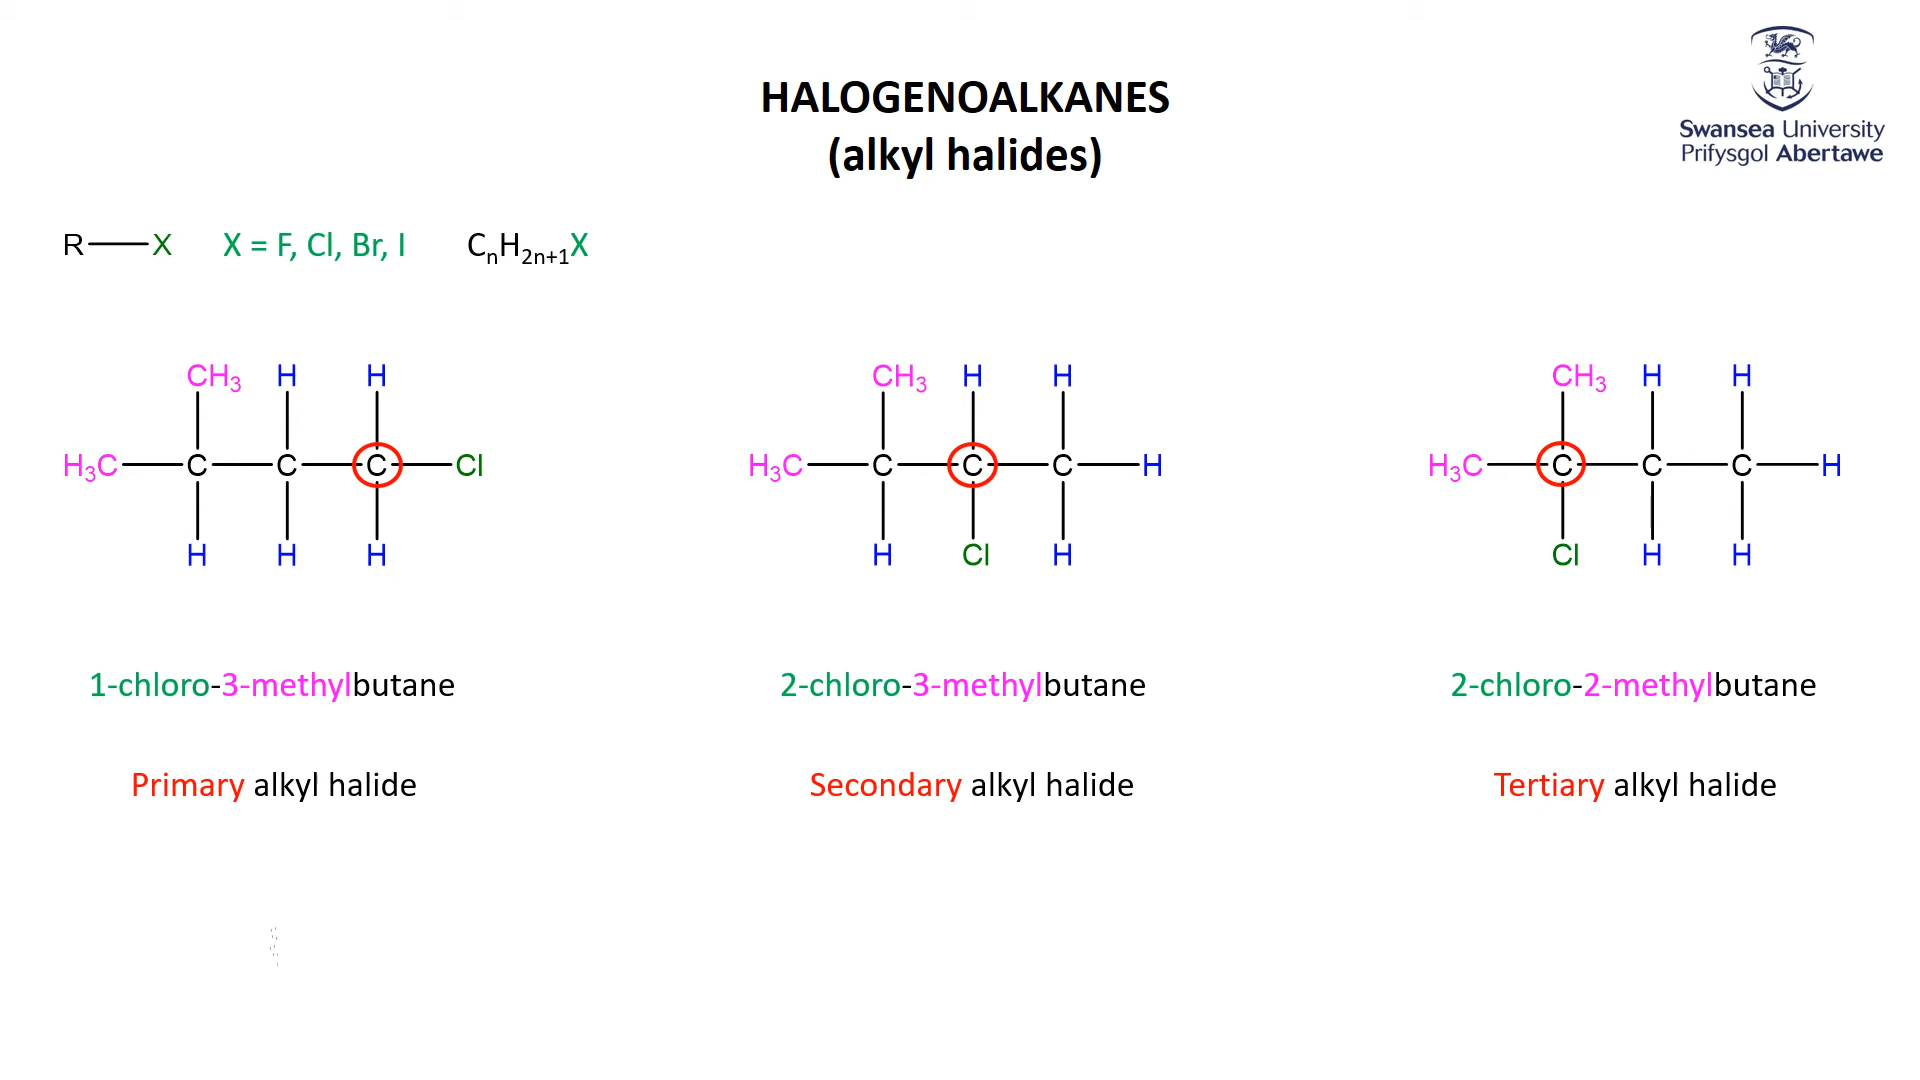 HALOGENOALKANES
(alkyl halides)
Swansea University
Prifysgol Abertawe
R X X = F, Cl, Br, I CₙH₂ₙ₊₁X
CH₃ H H
H₃C C C C Cl
H H H
CH₃ H H
H₃C C C C H
H Cl H
CH₃ H H
H₃C C C C H
Cl H H
1-chloro-3-methylbutane
2-chloro-3-methylbutane
2-chloro-2-methylbutane
Primary alkyl halide
Secondary alkyl halide
Tertiary alkyl halide